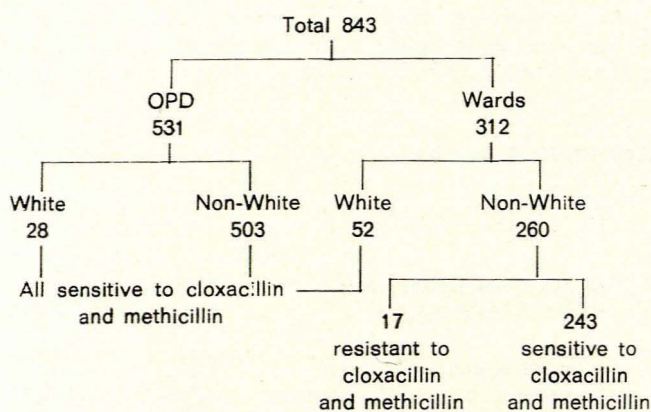 Total 843
OPD Wards
531 312
White Non-White White Non-White
28 503 52 260
All sensitive to cloxacillin
and methicillin
17 243
resistant to sensitive to
cloxacillin cloxacillin
and methicillin and methicillin